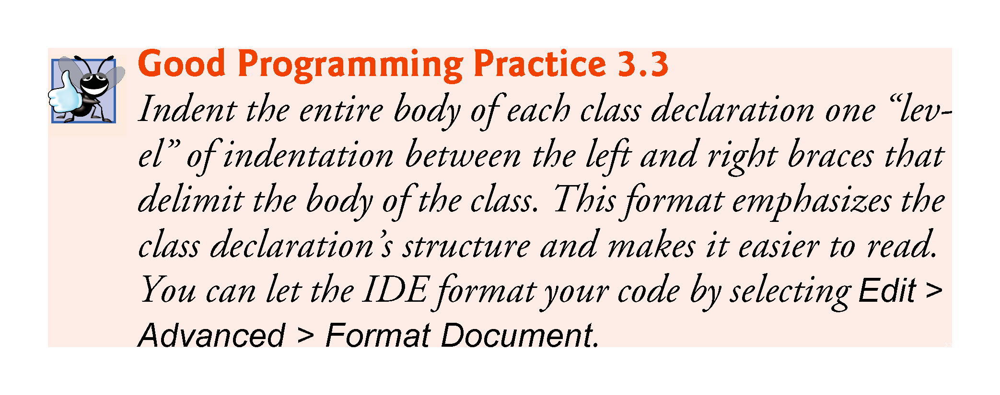 Good Programming Practice 3.3
Indent the entire body of each class declaration one “lev-
el” of indentation between the left and right braces that
delimit the body of the class. This format emphasizes the
class declaration’s structure and makes it easier to read.
You can let the IDE format your code by selecting Edit >
Advanced > Format Document.